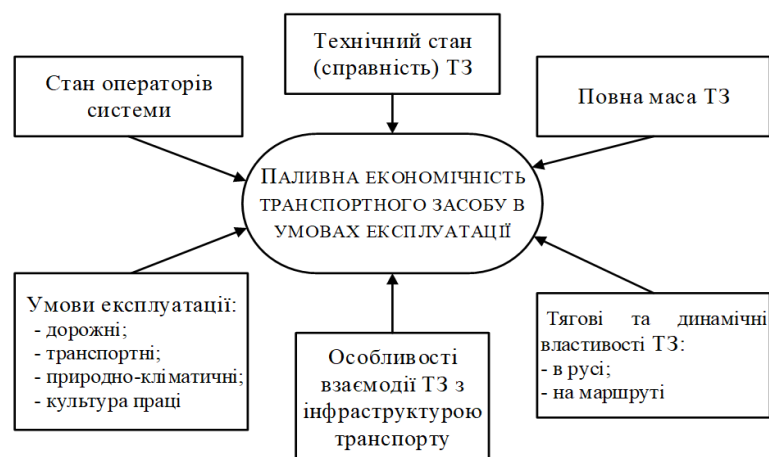 Технічний стан
(справність) ТЗ
Стан операторів
системи
Повна маса ТЗ
ПАЛИВНА ЕКОНОМІЧНІСТЬ
ТРАНСПОРТНОГО ЗАСОБУ В
УМОВАХ ЕКСПЛУАТАЦІЇ
Умови експлуатації:
- дорожні;
- транспортні;
- природно-кліматичні;
- культура праці
Особливості
взаємодії ТЗ з
інфраструктурою
транспорту
Тягові та динамічні
властивості ТЗ:
- в русі;
- на маршруті